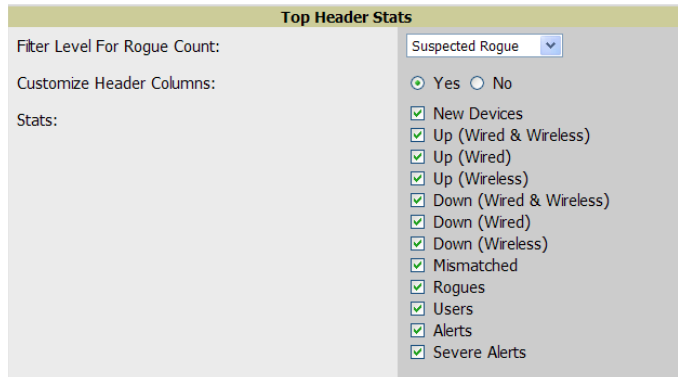 Top Header Stats
Filter Level For Rogue Count: Suspected Rogue
Customize Header Columns: Yes No
Stats: New Devices
Up (Wired & Wireless)
Up (Wired)
Up (Wireless)
Down (Wired & Wireless)
Down (Wired)
Down (Wireless)
Mismatched
Rogues
Users
Alerts
Severe Alerts